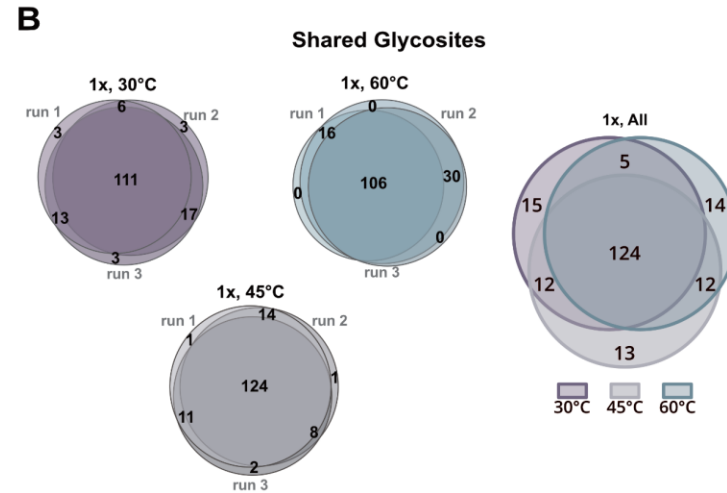 B
Shared Glycosites
1x, 30°C
run 1
6
run 2
3
3
111
13
17
3
run 3
1x, 60°C
run 1
0
run 2
16
106
30
0
0
run 3
1x, 45°C
run 1
14
run 2
1
124
1
11
8
2
run 3
1x, All
5
15
14
124
12
12
13
30°C
45°C
60°C